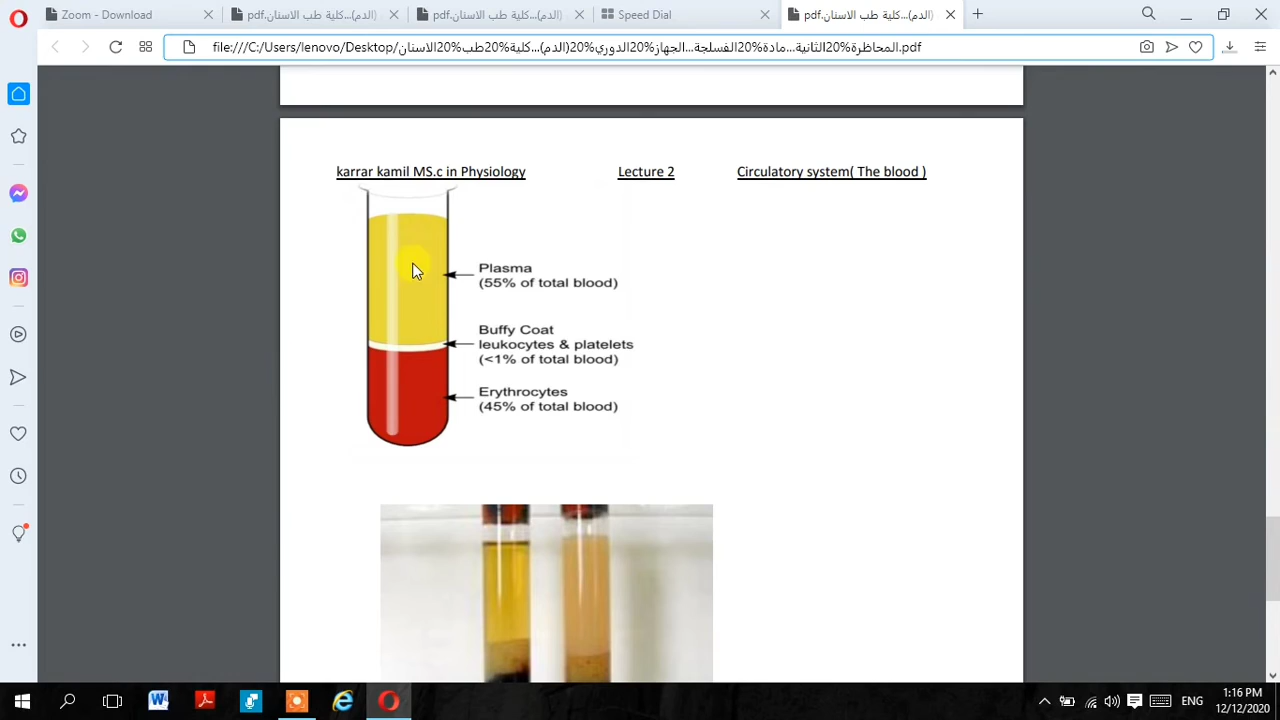 Zoom - Download
(الدم)...كلية طب الاسنان.pdf
(الدم)...كلية طب الاسنان.pdf
Speed Dial
(الدم)...كلية طب الاسنان.pdf
file:///C:/Users/lenovo/Desktop/المحاظرة%20الثانية...مادة%20الفسلجة...الجهاز%20الدوري%20(الدم)...كلية%20طب%20الاسنان.pdf
karrar kamil MS.c in Physiology Lecture 2 Circulatory system( The blood )
Plasma
(55% of total blood)
Buffy Coat
leukocytes & platelets
(<1% of total blood)
Erythrocytes
(45% of total blood)
ENG
1:16 PM
12/12/2020